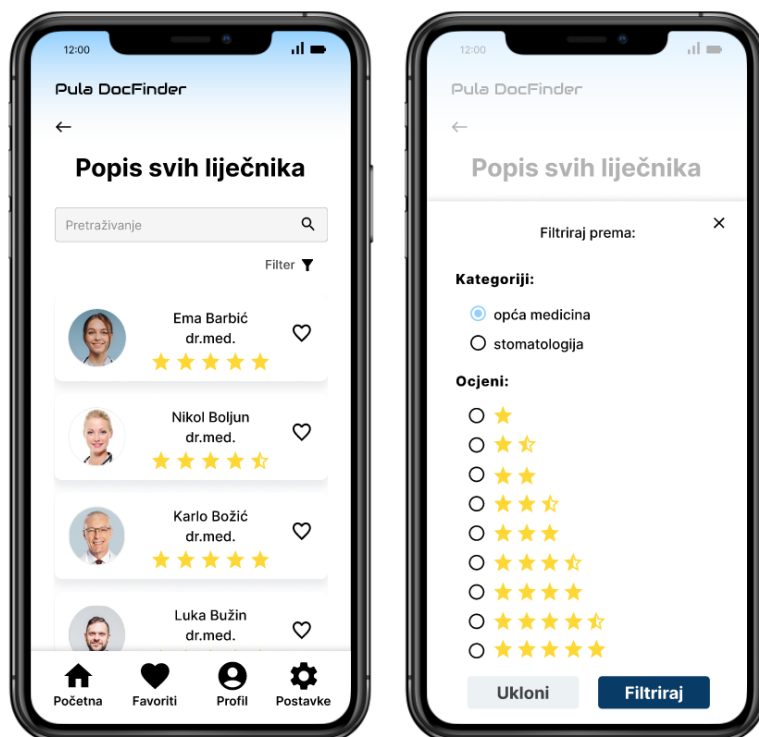 12:00
Pula DocFinder
Popis svih liječnika
Pretraživanje
Filter
Ema Barbić
dr.med.
Nikol Boljun
dr.med.
Karlo Božić
dr.med.
Luka Bužin
dr.med.
Početna Favoriti Profil Postavke
12:00
Pula DocFinder
Popis svih liječnika
Filtriraj prema:
Kategoriji:
opća medicina
stomatologija
Ocjeni:
Ukloni Filtriraj